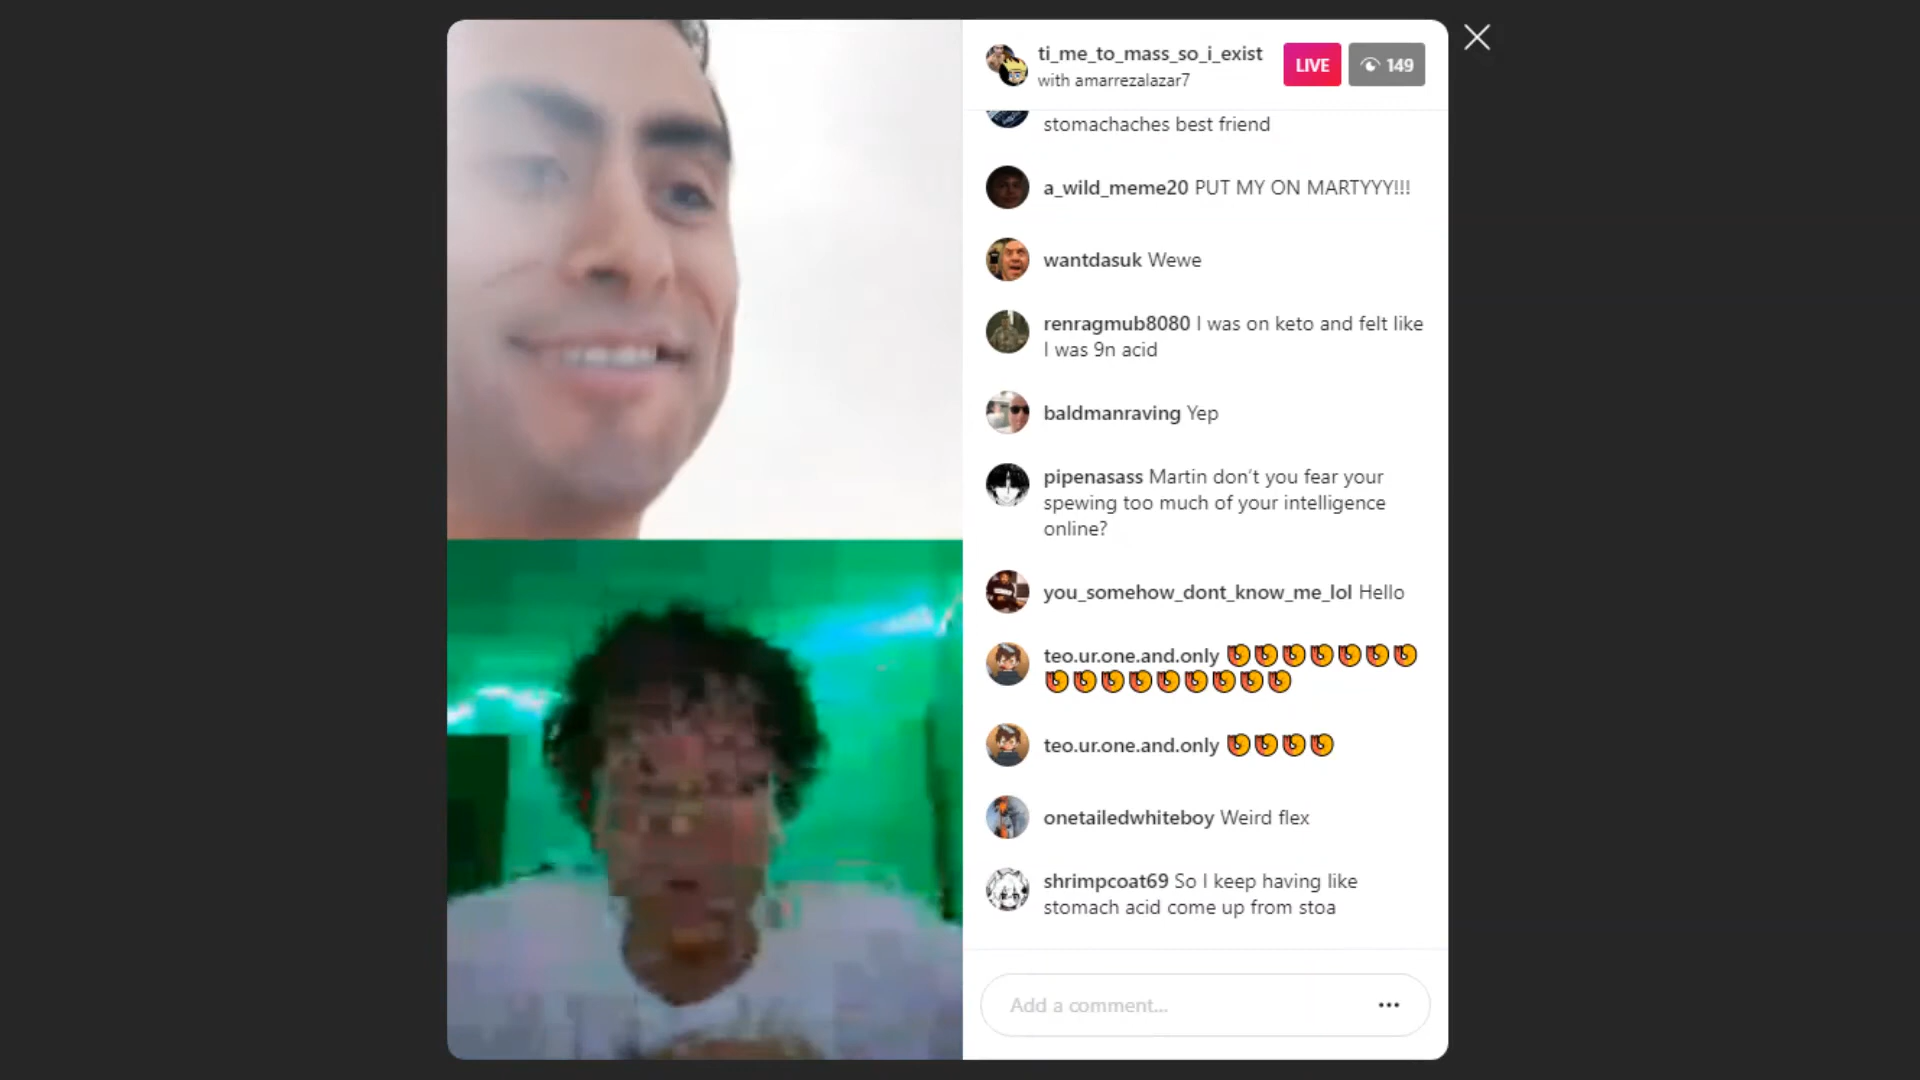 ti_me_to_mass_so_i_exist
with amarrezalazar7
LIVE
149
stomachaches best friend
a_wild_meme20 PUT MY ON MARTYYY!!!
wantdasuk Wewe
renragmub8080 I was on keto and felt like
I was 9n acid
baldmanraving Yep
pipenasass Martin don’t you fear your
spewing too much of your intelligence
online?
you_somehow_dont_know_me_lol Hello
teo.ur.one.and.only
teo.ur.one.and.only
onetailedwhiteboy Weird flex
shrimpcoat69 So I keep having like
stomach acid come up from stoa
Add a comment...